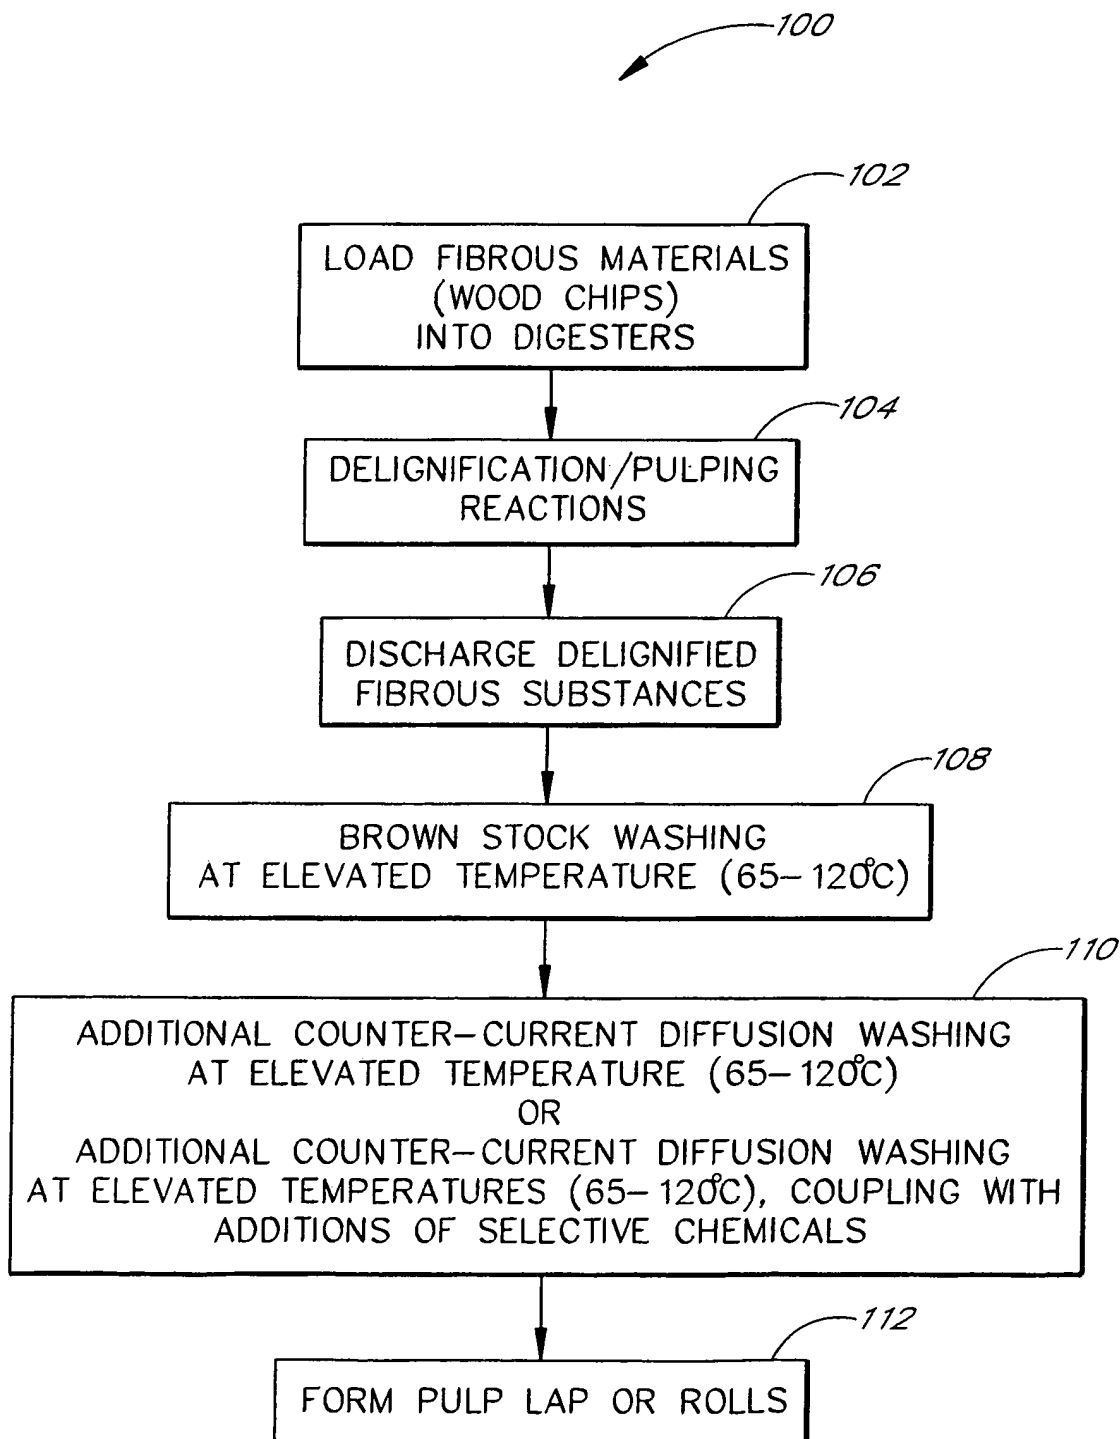 100
102
LOAD FIBROUS MATERIALS
(WOOD CHIPS)
INTO DIGESTERS
104
DELIGNIFICATION/PULPING
REACTIONS
106
DISCHARGE DELIGNIFIED
FIBROUS SUBSTANCES
108
BROWN STOCK WASHING
AT ELEVATED TEMPERATURE (65-120°C)
110
ADDITIONAL COUNTER-CURRENT DIFFUSION WASHING
AT ELEVATED TEMPERATURE (65-120°C)
OR
ADDITIONAL COUNTER-CURRENT DIFFUSION WASHING
AT ELEVATED TEMPERATURES (65-120°C), COUPLING WITH
ADDITIONS OF SELECTIVE CHEMICALS
112
FORM PULP LAP OR ROLLS